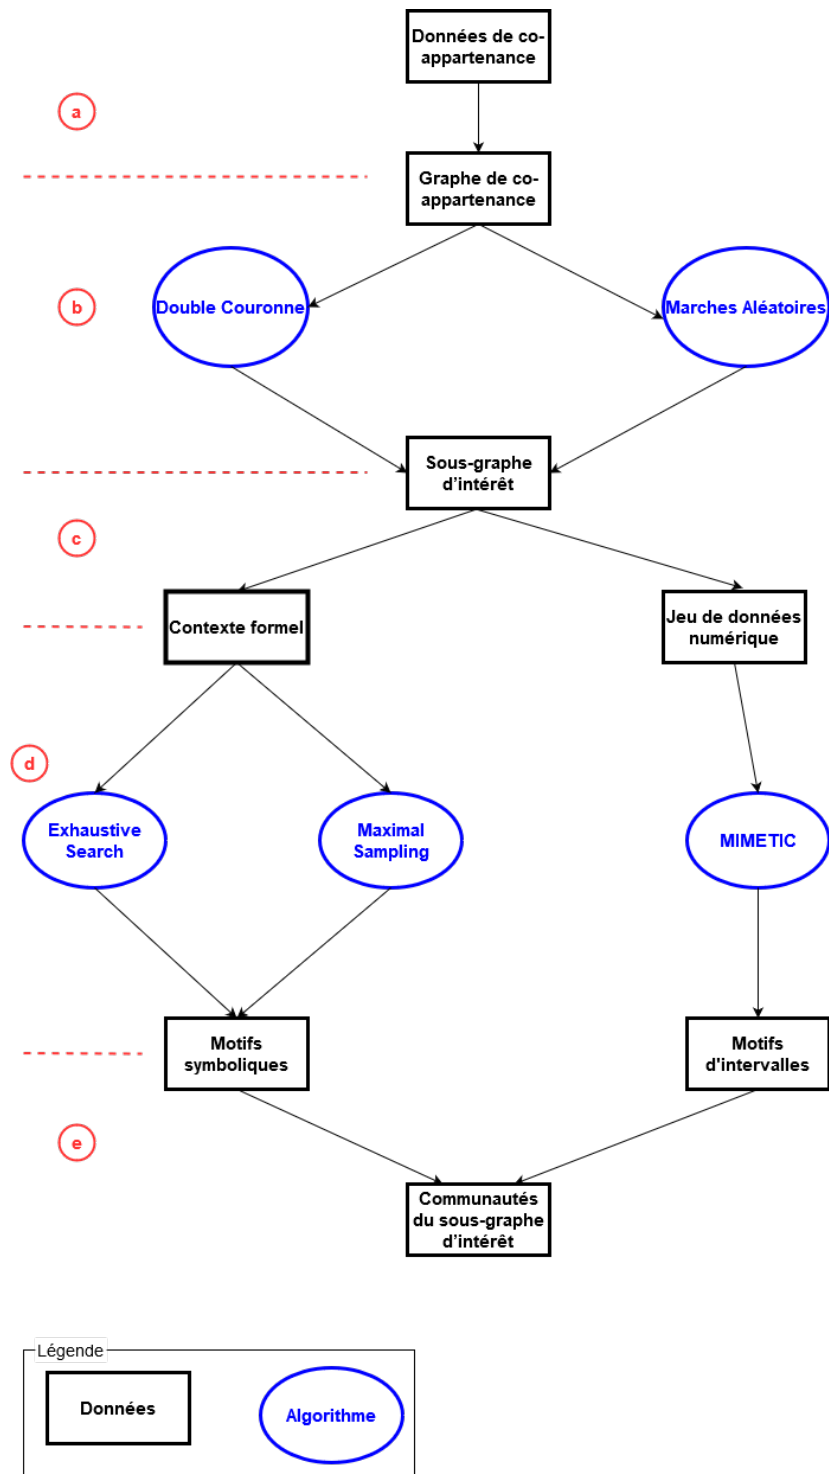 Données de co-
appartenance
a
Graphe de co-
appartenance
b
Double Couronne
Marches Aléatoires
Sous-graphe
d'intérêt
c
Contexte formel
Jeu de données
numérique
d
Exhaustive
Search
Maximal
Sampling
MIMETIC
Motifs
symboliques
Motifs
d'intervalles
e
Communautés
du sous-graphe
d'intérêt
Légende
Données
Algorithme